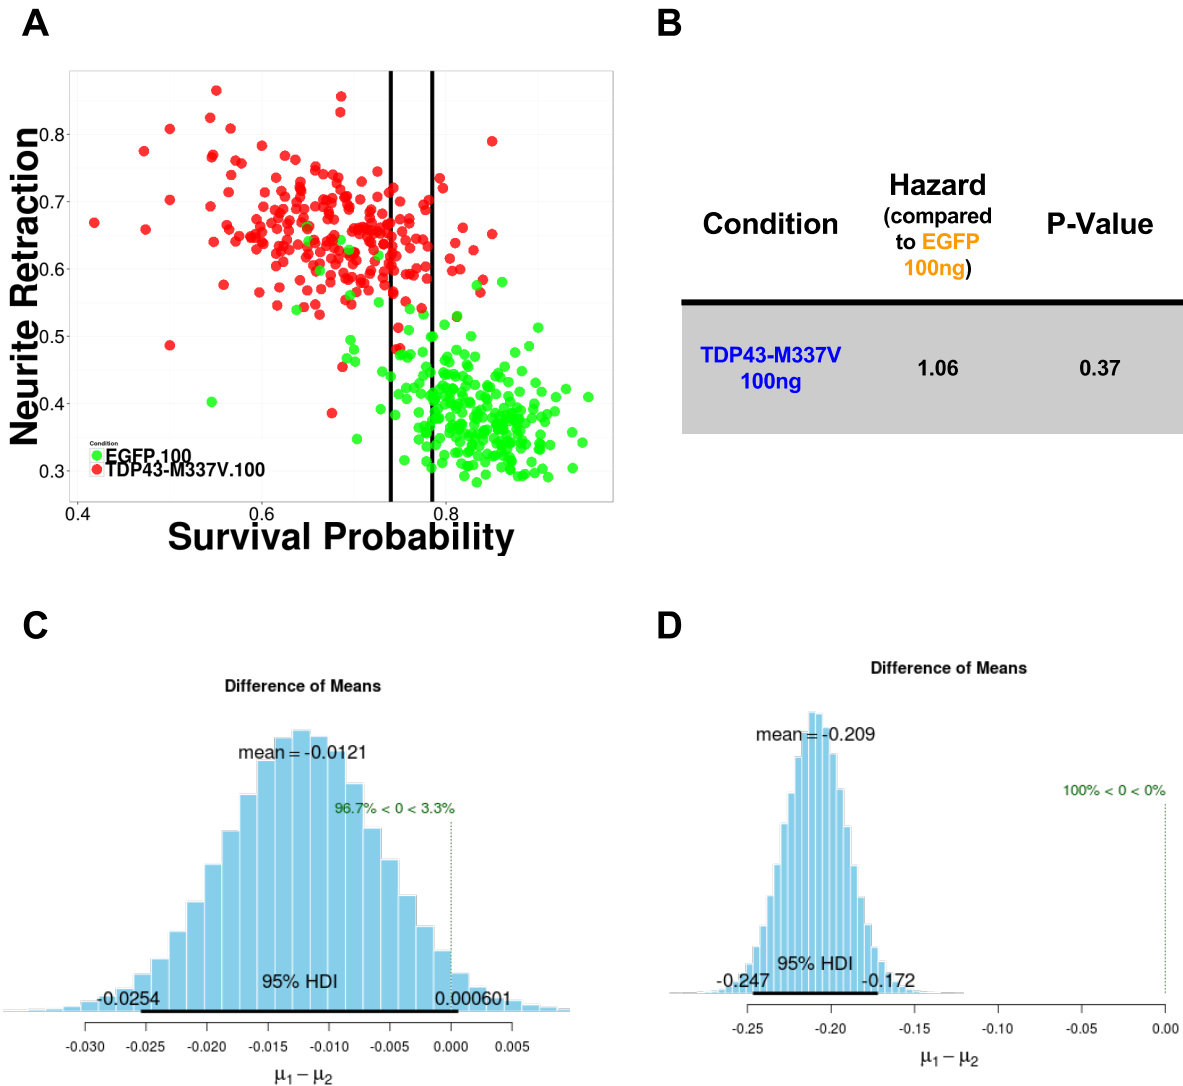 A
B
Neurite Retraction
0.8
0.7
0.6
0.5
0.4
0.3
Condition
EGFP.100
TDP43-M337V.100
0.4
0.6
0.8
Survival Probability
Condition
Hazard
(compared
to EGFP
100ng)
P-Value
TDP43-M337V
100ng
1.06
0.37
C
D
Difference of Means
mean = -0.0121
96.7% < 0 < 3.3%
95% HDI
-0.0254
0.000601
-0.030
-0.025
-0.020
-0.015
-0.010
-0.005
0.000
0.005
μ1 − μ2
Difference of Means
mean = -0.209
100% < 0 < 0%
95% HDI
-0.247
-0.172
-0.25
-0.20
-0.15
-0.10
-0.05
0.00
μ1 − μ2